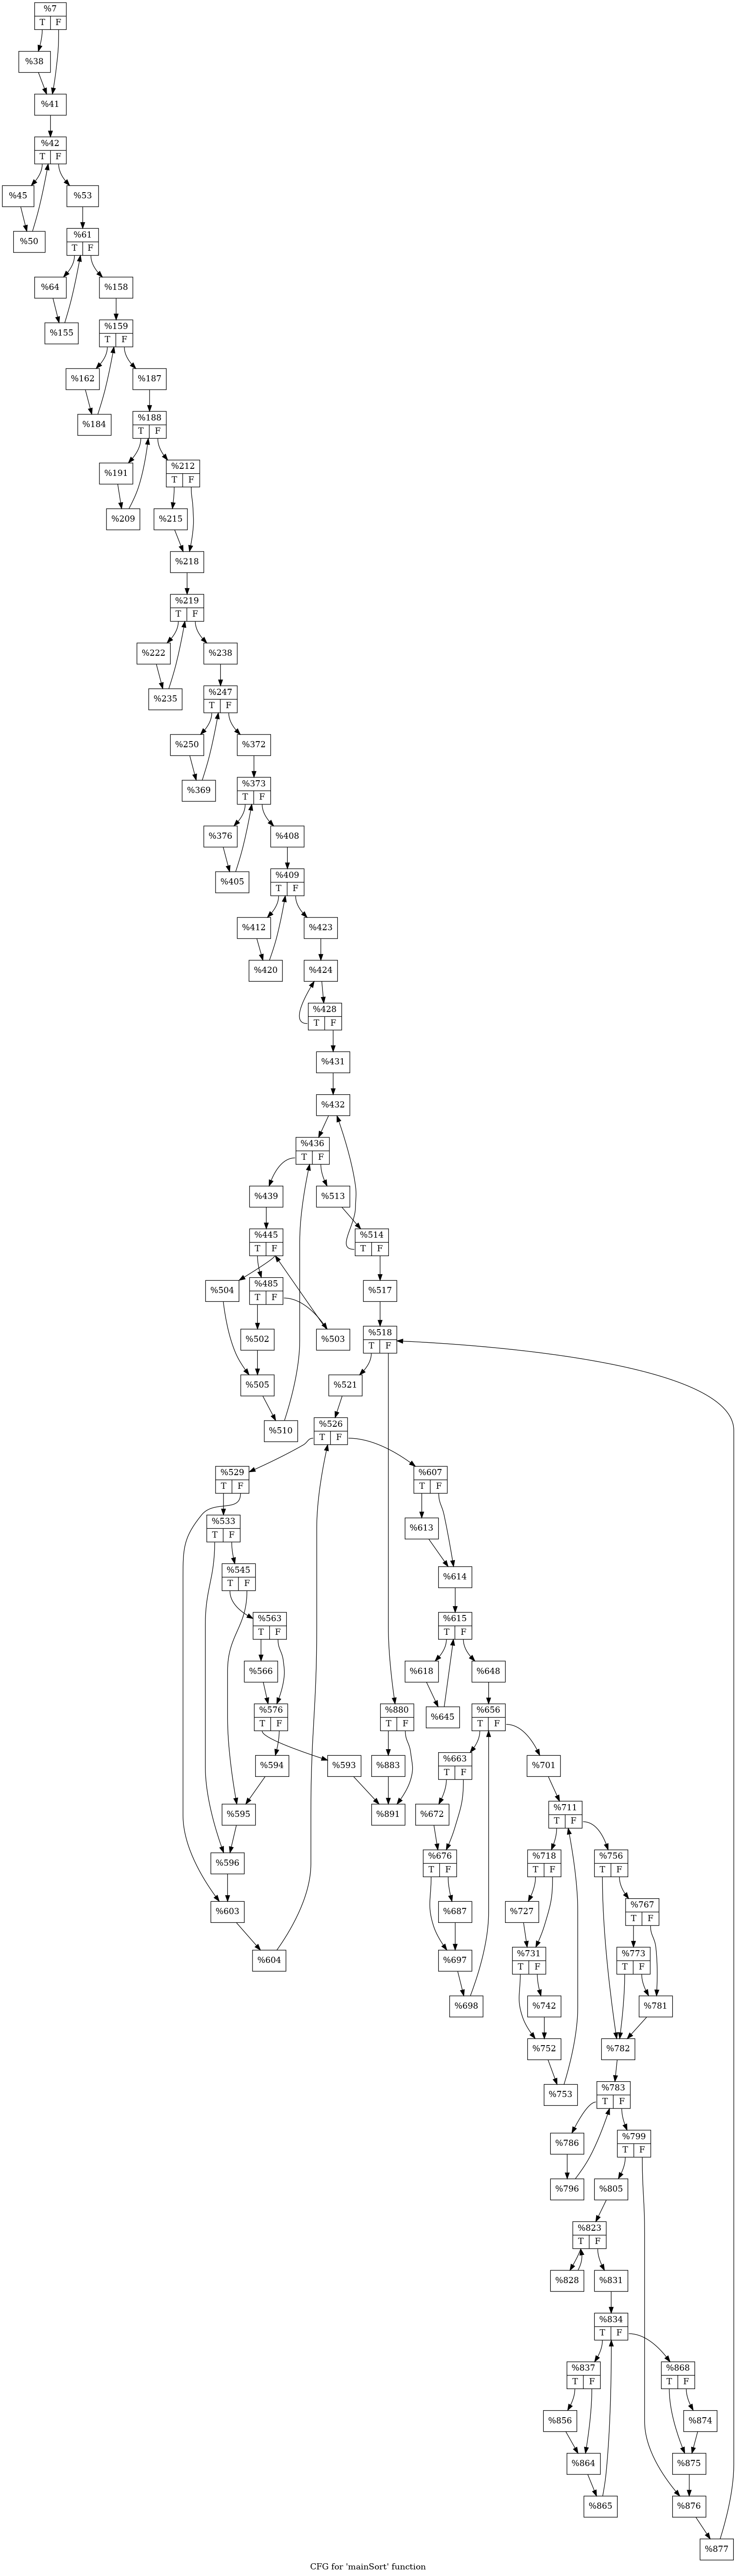 %7
T F
%38
%41
%42
T F
%45
%53
%50
%61
T F
%64
%158
%155
%159
T F
%162
%187
%184
%188
T F
%191
%212
T F
%209
%215
%218
%219
T F
%222
%238
%235
%247
T F
%250
%372
%369
%373
T F
%376
%408
%405
%409
T F
%412
%423
%420
%424
%428
T F
%431
%432
%436
T F
%439
%513
%445
T F
%514
T F
%504
%485
T F
%517
%502
%503
%518
T F
%505
%521
%510
%526
T F
%529
T F
%607
T F
%533
T F
%613
%545
T F
%614
%563
T F
%615
T F
%566
%618
%648
%576
T F
%880
T F
%645
%656
T F
%594
%593
%883
%663
T F
%701
%595
%891
%672
%711
T F
%596
%676
T F
%718
T F
%756
T F
%603
%687
%727
%767
T F
%604
%697
%731
T F
%773
T F
%698
%742
%781
%752
%782
%753
%783
T F
%786
%799
T F
%796
%805
%823
T F
%828
%831
%834
T F
%837
T F
%868
T F
%856
%874
%864
%875
%865
%876
%877
CFG for 'mainSort' function